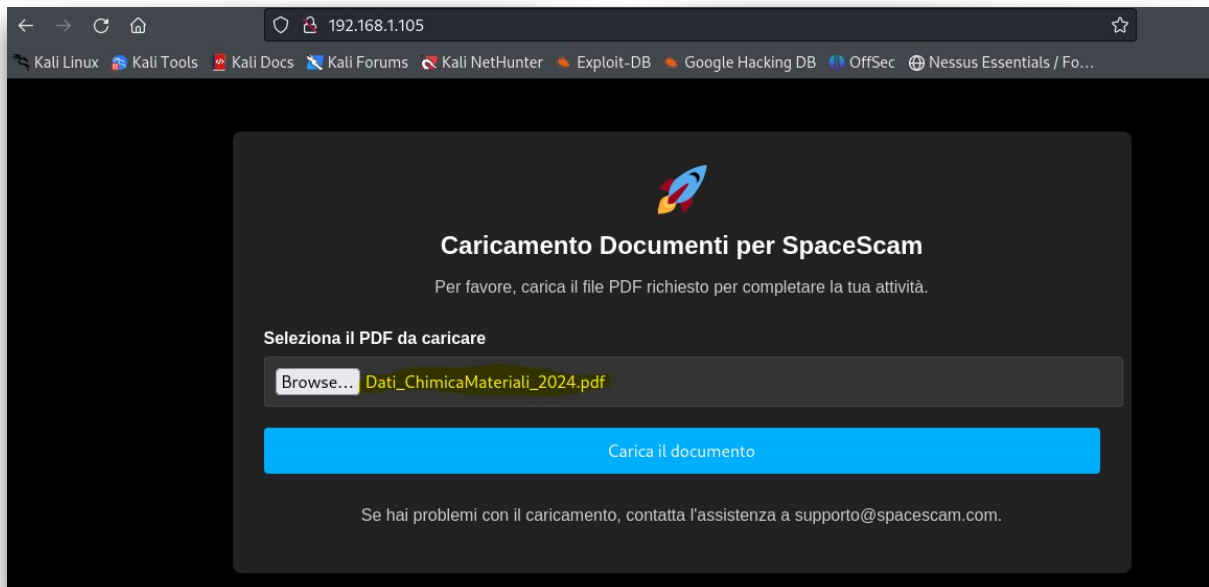 192.168.1.105
Kali Linux Kali Tools Kali Docs Kali Forums Kali NetHunter Exploit-DB Google Hacking DB OffSec Nessus Essentials / Fo...
Caricamento Documenti per SpaceScam
Per favore, carica il file PDF richiesto per completare la tua attività.
Seleziona il PDF da caricare
Browse... Dati_ChimicaMateriali_2024.pdf
Carica il documento
Se hai problemi con il caricamento, contatta l'assistenza a supporto@spacescam.com.